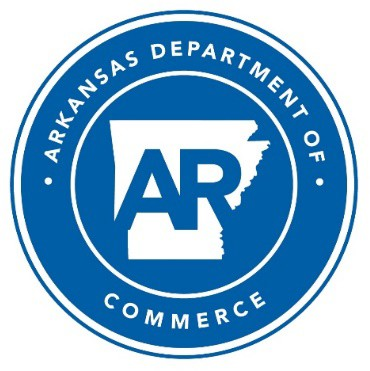 • ARKANSAS DEPARTMENT OF •
AR
COMMERCE